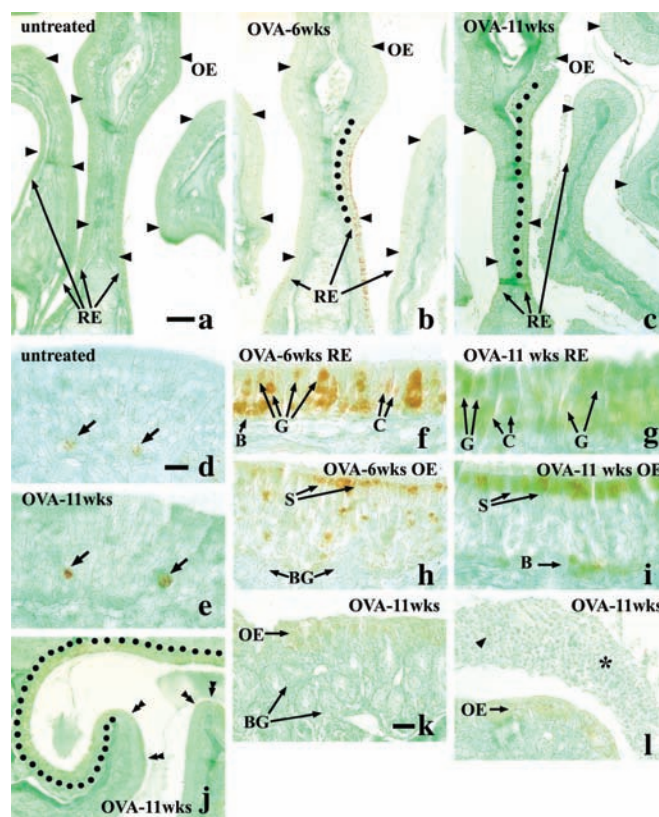 untreated
OE
RE
a
OVA-6wks
OE
RE
b
OVA-11wks
OE
RE
c
untreated
d
OVA-11wks
e
OVA-6wks RE
B
G
C
f
OVA-11 wks RE
G
C
G
g
OVA-6wks OE
S
BG
h
OVA-11 wks OE
S
B
i
OVA-11wks
j
OVA-11wks
OE
BG
k
OVA-11wks
*
OE
l